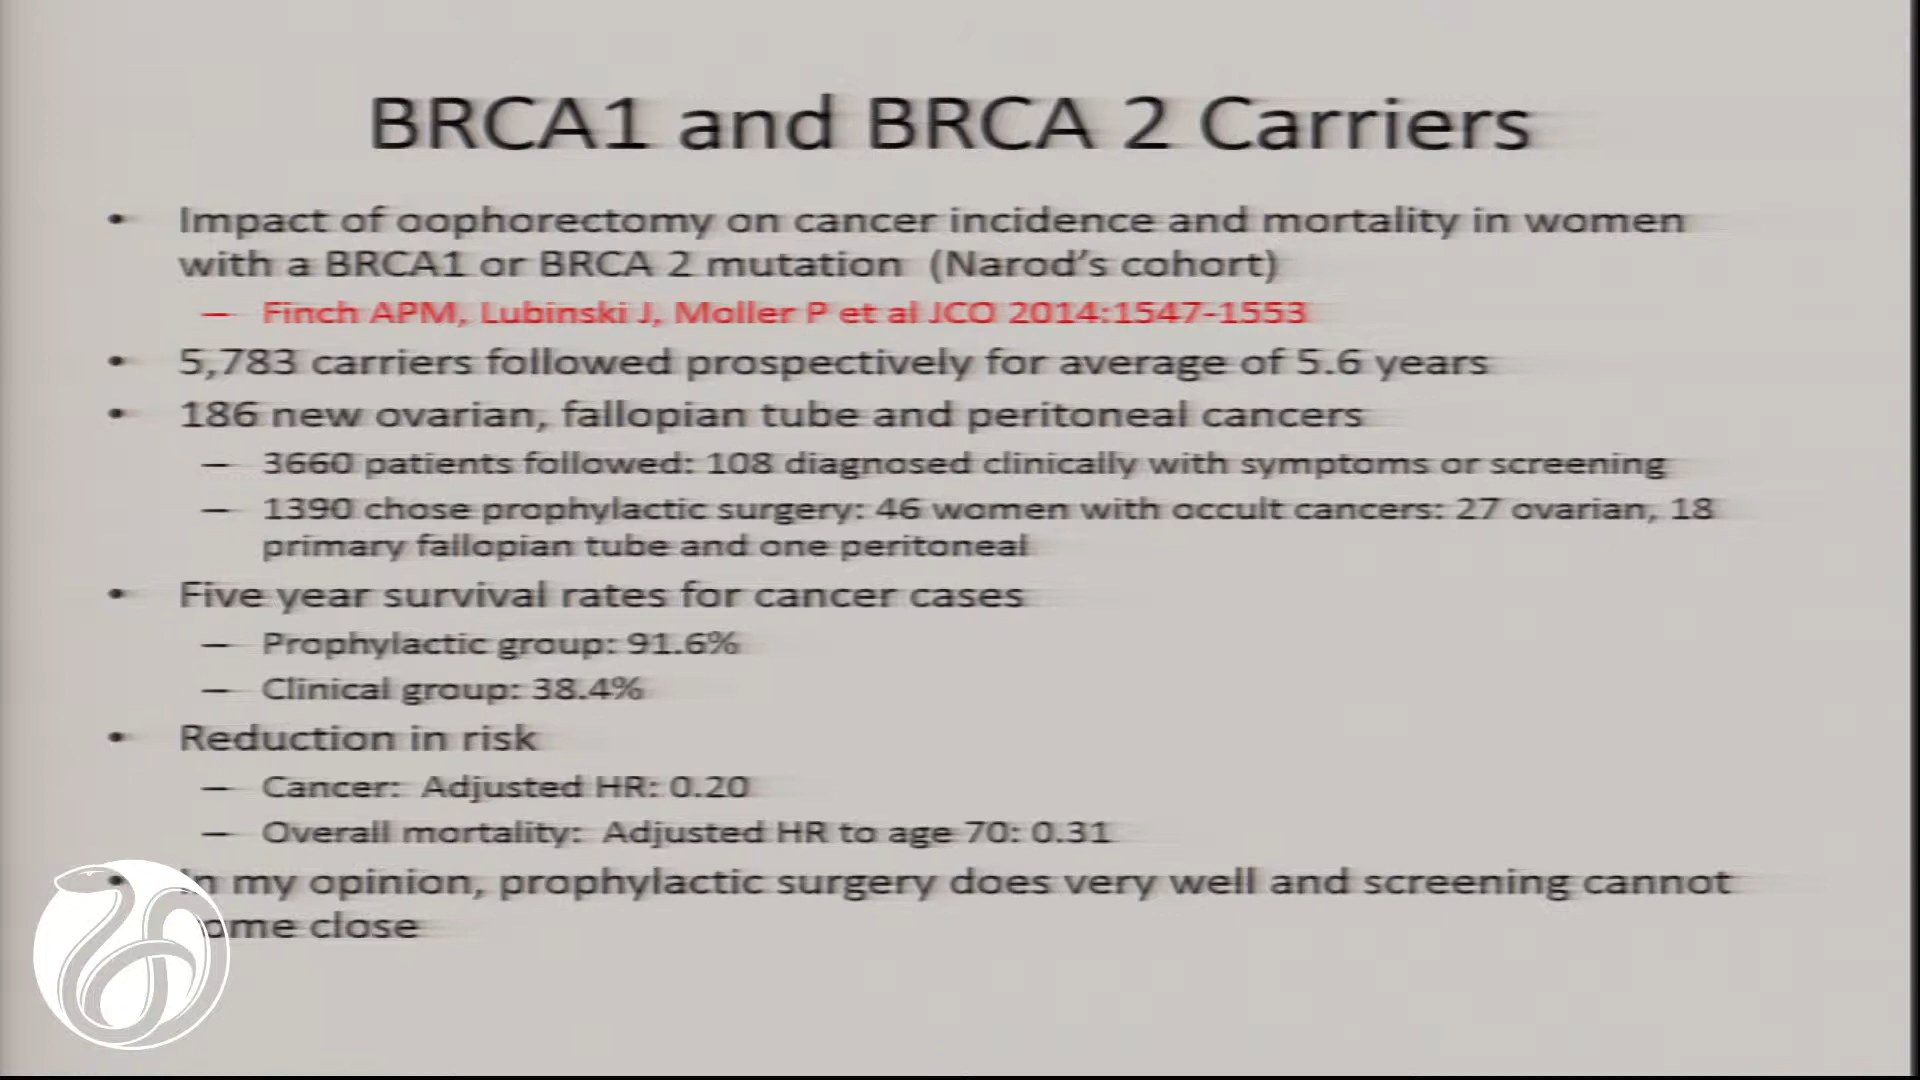 BRCA1 and BRCA 2 Carriers
• Impact of oophorectomy on cancer incidence and mortality in women
with a BRCA1 or BRCA 2 mutation (Narod's cohort)
– Finch APM, Lubinski J, Moller P et al JCO 2014:1547-1553
• 5,783 carriers followed prospectively for average of 5.6 years
• 186 new ovarian, fallopian tube and peritoneal cancers
– 3660 patients followed: 108 diagnosed clinically with symptoms or screening
– 1390 chose prophylactic surgery: 46 women with occult cancers: 27 ovarian, 18
primary fallopian tube and one peritoneal
• Five year survival rates for cancer cases
– Prophylactic group: 91.6%
– Clinical group: 38.4%
• Reduction in risk
– Cancer: Adjusted HR: 0.20
– Overall mortality: Adjusted HR to age 70: 0.31
• In my opinion, prophylactic surgery does very well and screening cannot
come close